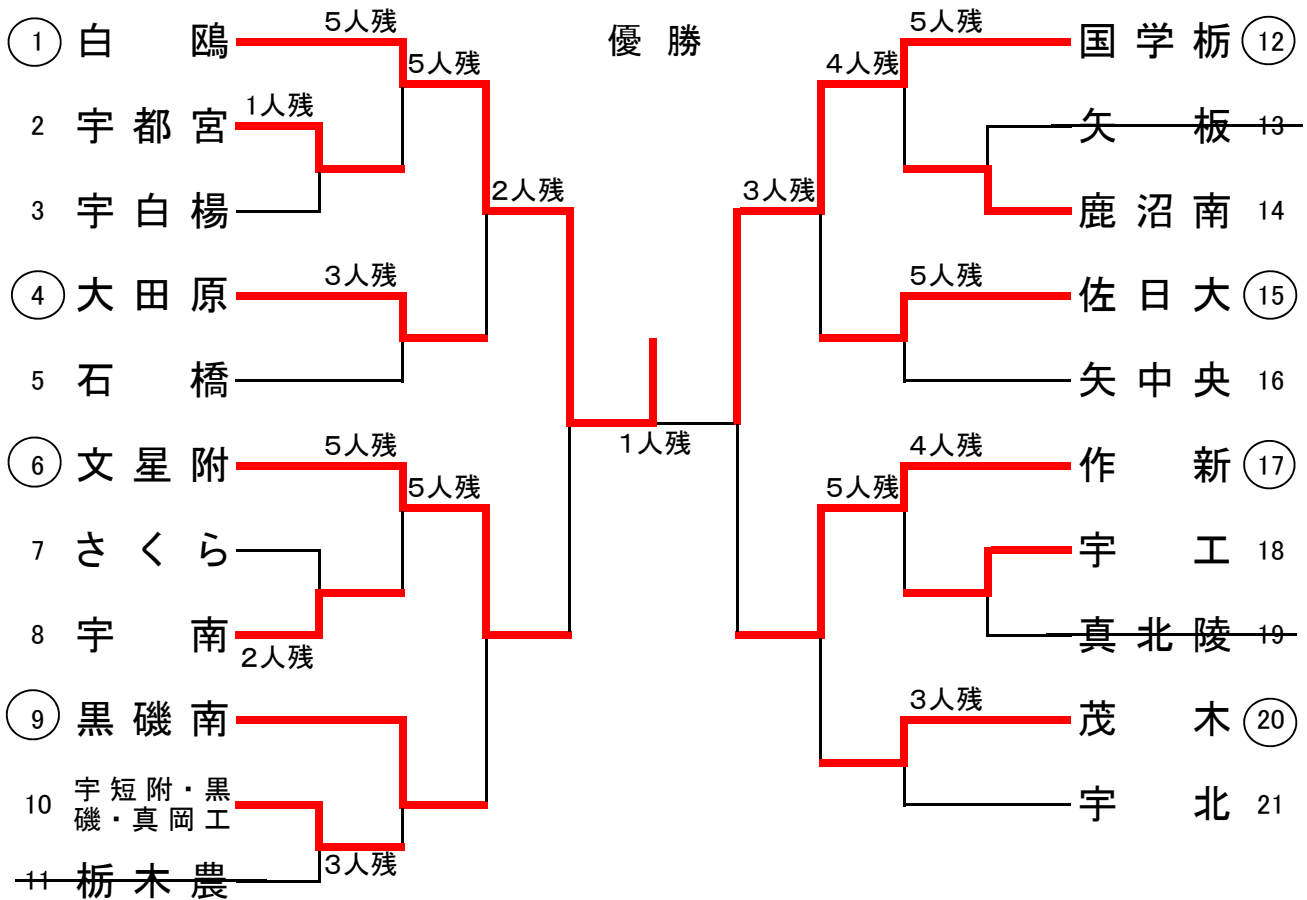 優勝
1 白鴎
5人残
5人残
2 宇都宮
1人残
3 宇白楊
2人残
4 大田原
3人残
5 石橋
6 文星附
5人残
5人残
7 さくら
8 宇南
2人残
9 黒磯南
10 宇短附・黒
磯・真岡工
3人残
11 栃木農
1人残
5人残
国学栃 12
4人残
矢板 13
3人残
鹿沼南 14
5人残
佐日大 15
矢中央 16
4人残
作新 17
5人残
宇工 18
真北陵 19
3人残
茂木 20
宇北 21